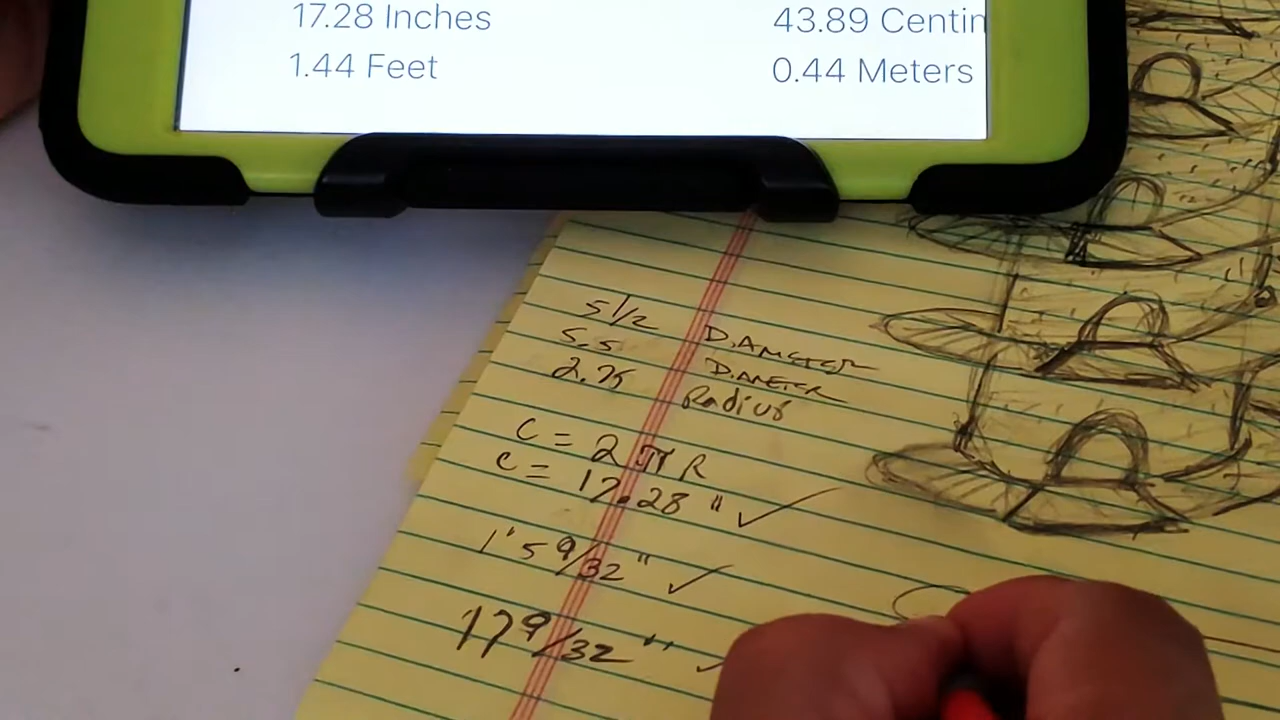 17.28 Inches 43.89 Centin
1.44 Feet 0.44 Meters
5 1/2 DIAMETER
5.5 DIAMETER
2.75 Radius
C = 2 π R
C = 17.28 " ✓
1' 5 9/32 " ✓
17 9/32 " ✓